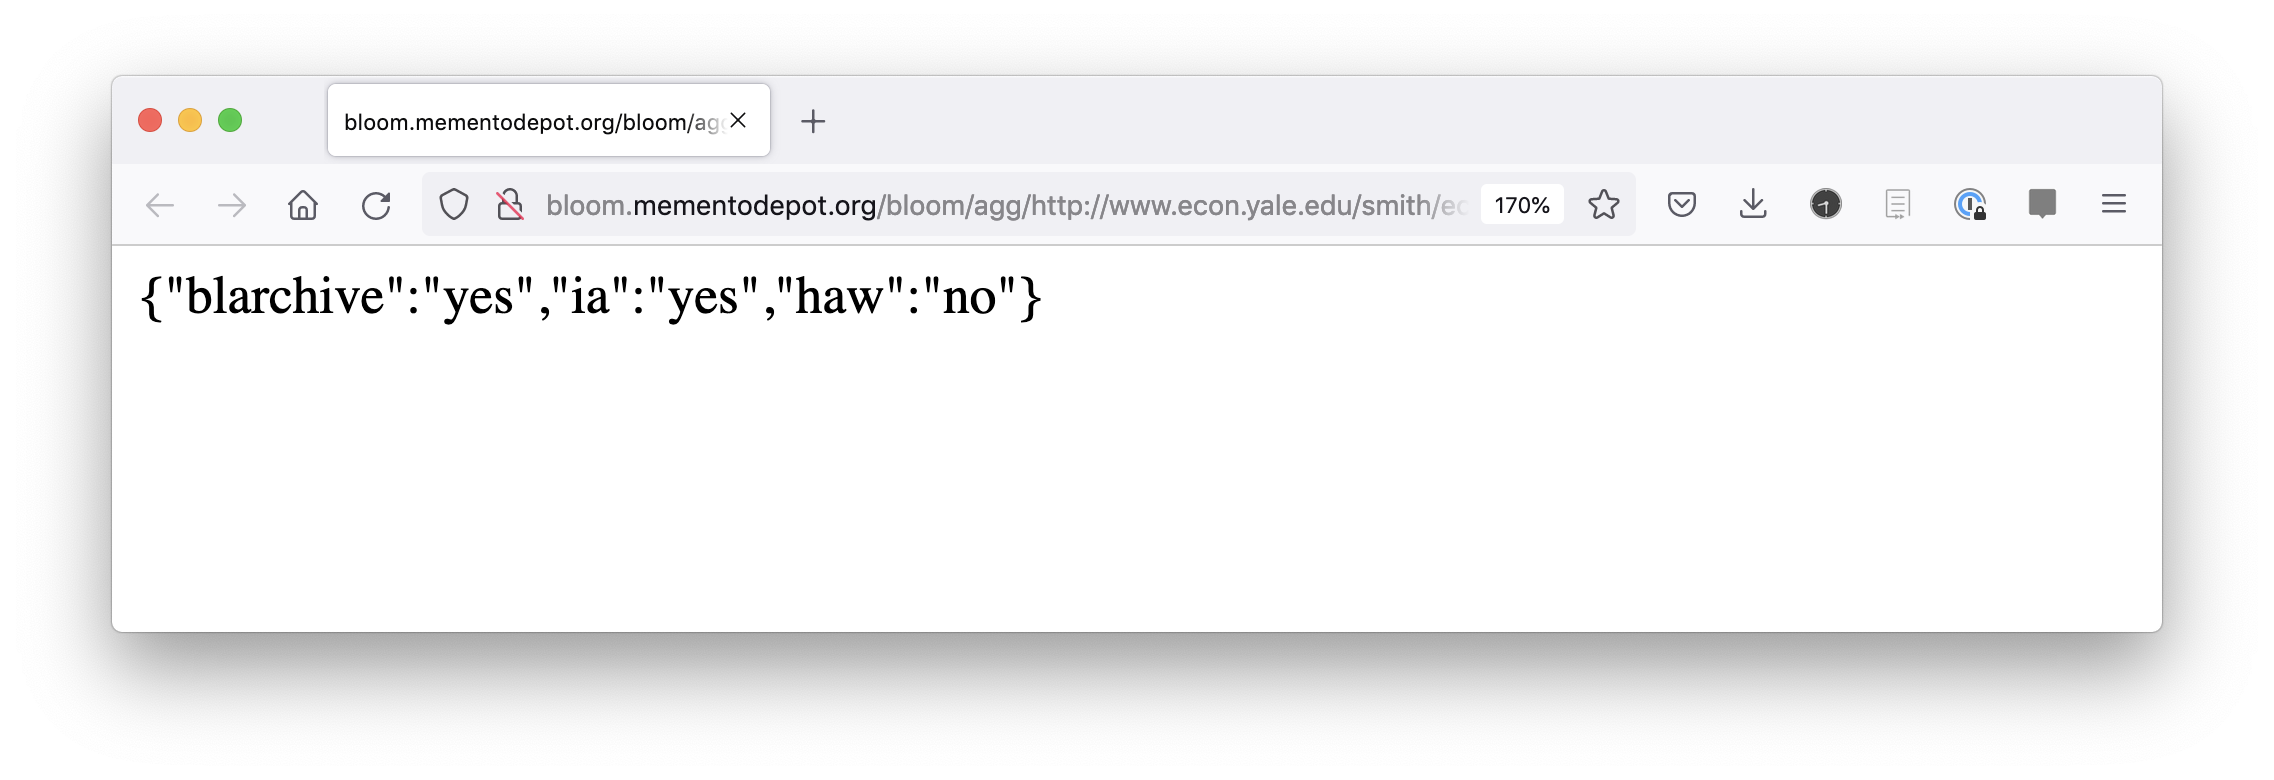 bloom.mementodepot.org/bloom/agg
bloom.mementodepot.org/bloom/agg/http://www.econ.yale.edu/smith/ec 170%
{"blarchive":"yes","ia":"yes","haw":"no"}